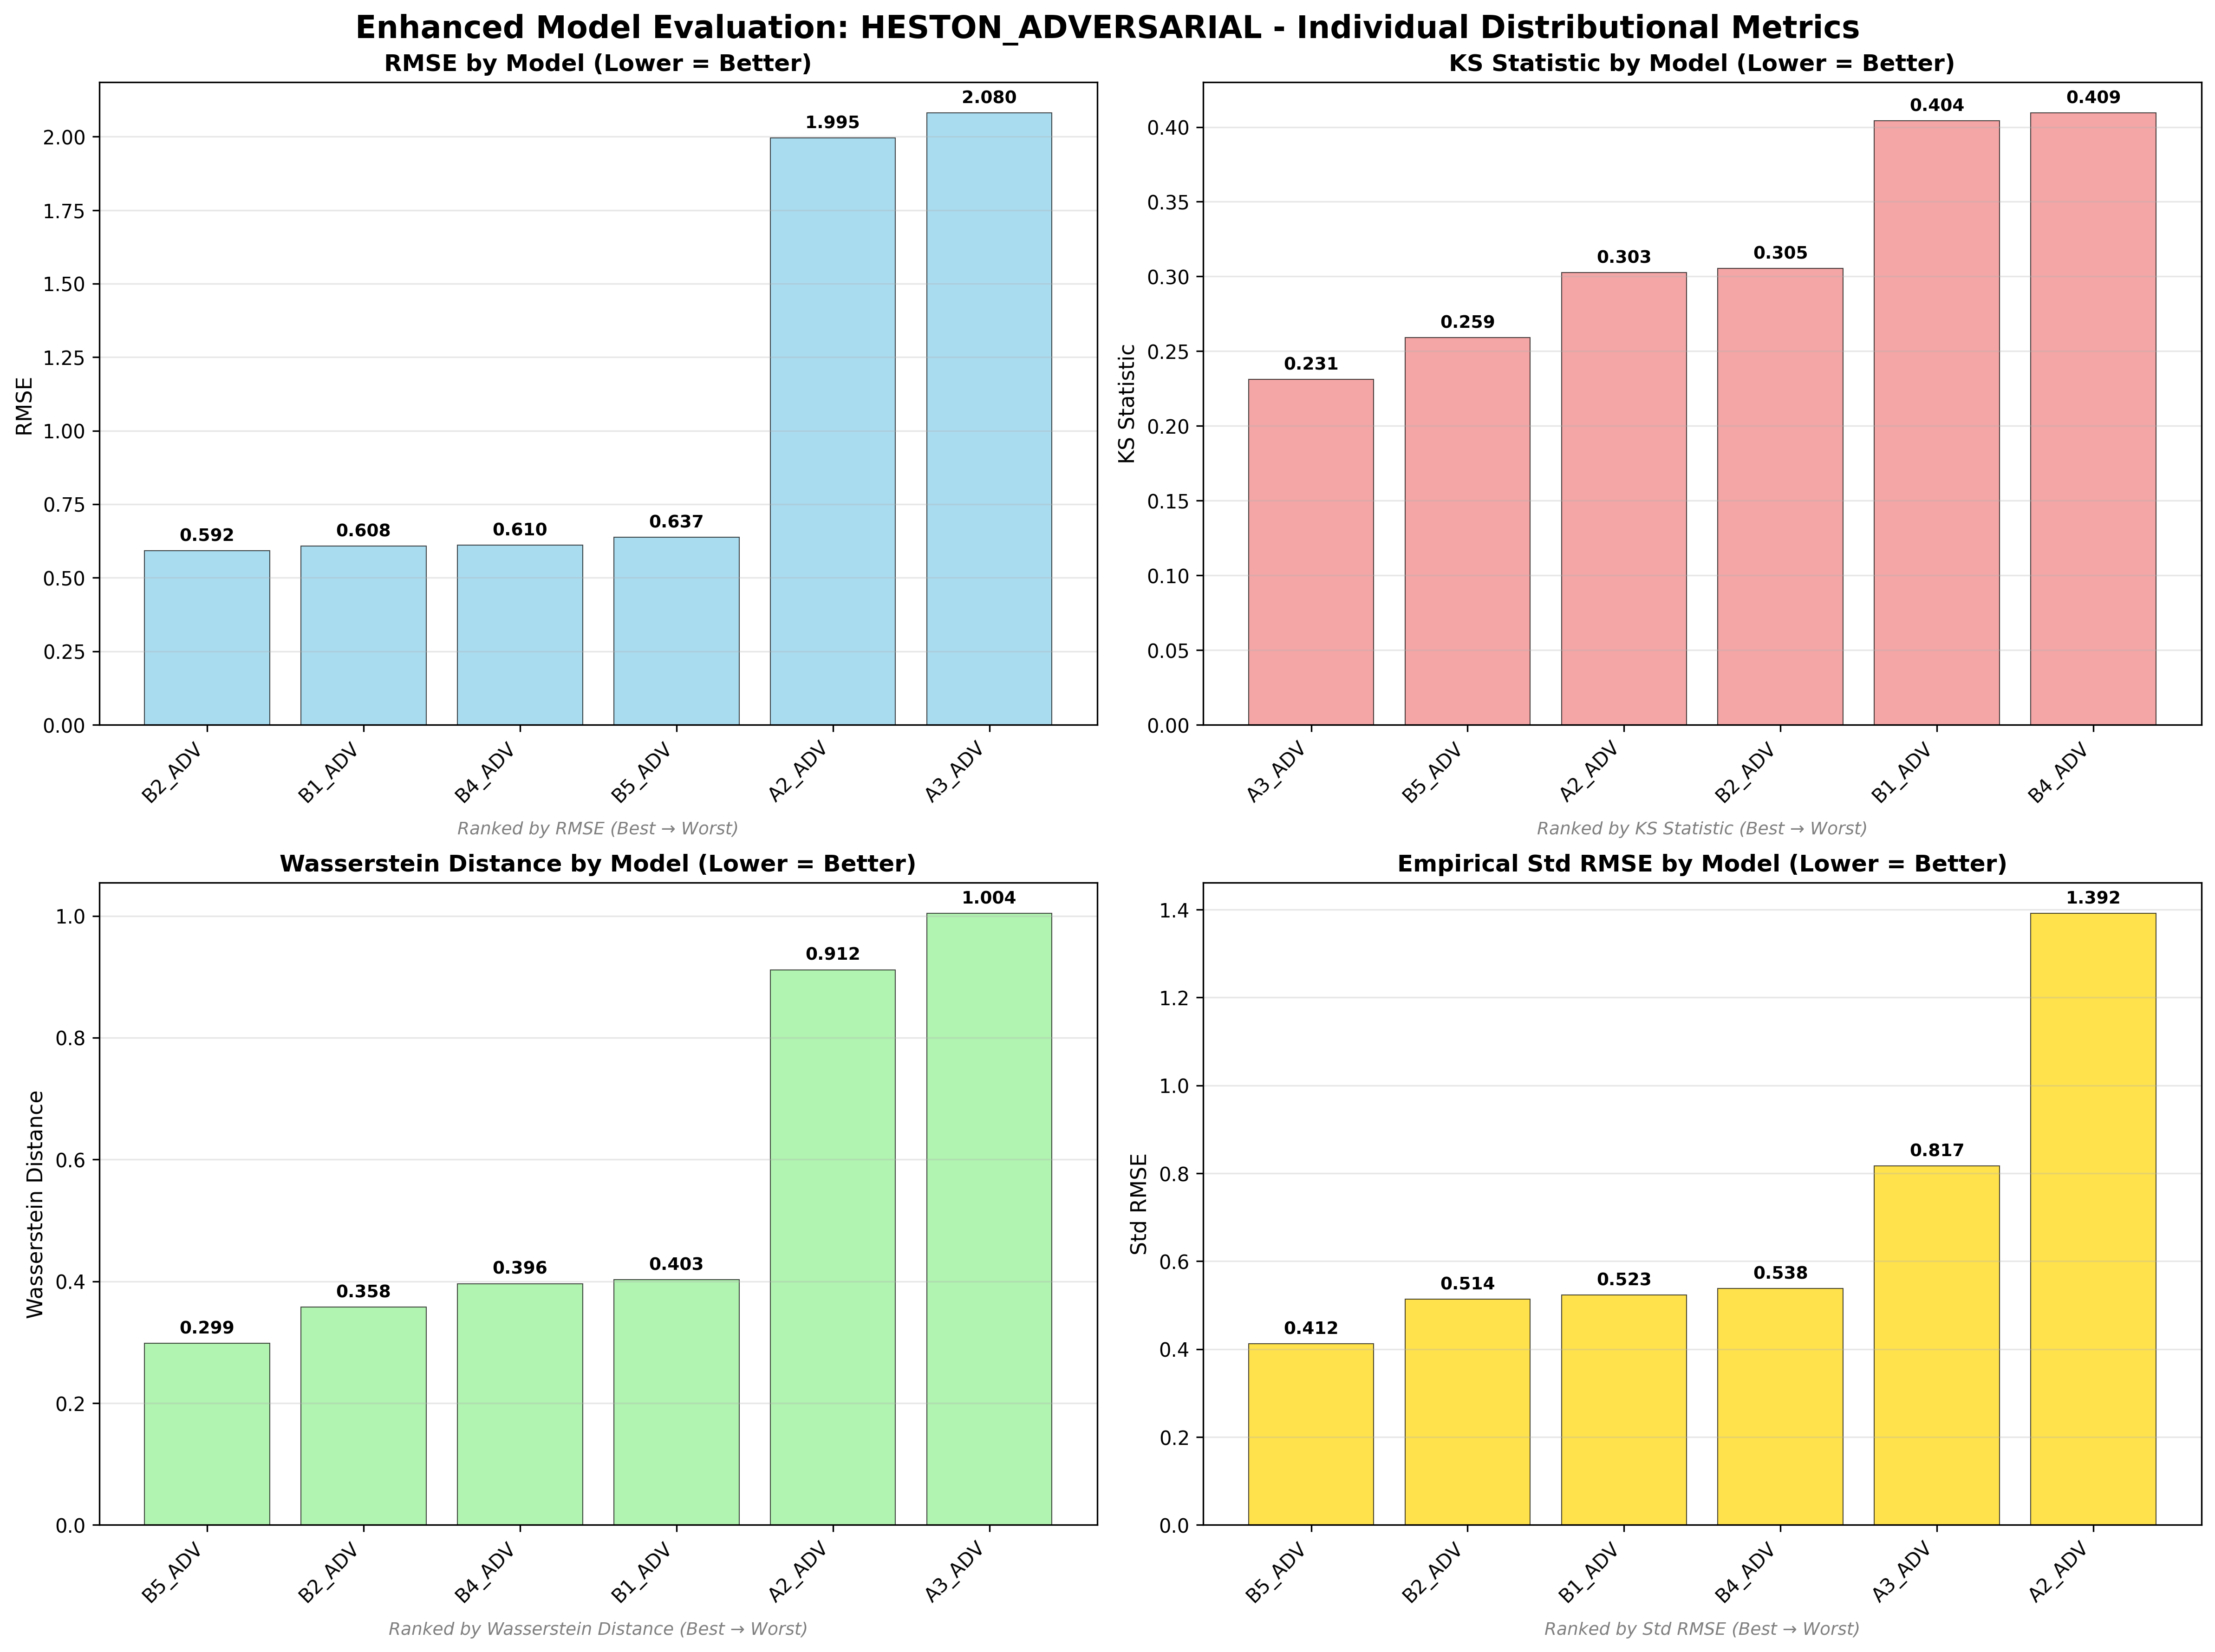 Enhanced Model Evaluation: HESTON_ADVERSARIAL - Individual Distributional Metrics
RMSE by Model (Lower = Better)
RMSE
2.00
1.75
1.50
1.25
1.00
0.75
0.50
0.25
0.00
0.592
0.608
0.610
0.637
1.995
2.080
B2_ADV
B1_ADV
B4_ADV
B5_ADV
A2_ADV
A3_ADV
Ranked by RMSE (Best → Worst)
KS Statistic by Model (Lower = Better)
KS Statistic
0.40
0.35
0.30
0.25
0.20
0.15
0.10
0.05
0.00
0.231
0.259
0.303
0.305
0.404
0.409
A3_ADV
B5_ADV
A2_ADV
B2_ADV
B1_ADV
B4_ADV
Ranked by KS Statistic (Best → Worst)
Wasserstein Distance by Model (Lower = Better)
Wasserstein Distance
1.0
0.8
0.6
0.4
0.2
0.0
0.299
0.358
0.396
0.403
0.912
1.004
B5_ADV
B2_ADV
B4_ADV
B1_ADV
A2_ADV
A3_ADV
Ranked by Wasserstein Distance (Best → Worst)
Empirical Std RMSE by Model (Lower = Better)
Std RMSE
1.4
1.2
1.0
0.8
0.6
0.4
0.2
0.0
0.412
0.514
0.523
0.538
0.817
1.392
B5_ADV
B2_ADV
B1_ADV
B4_ADV
A3_ADV
A2_ADV
Ranked by Std RMSE (Best → Worst)